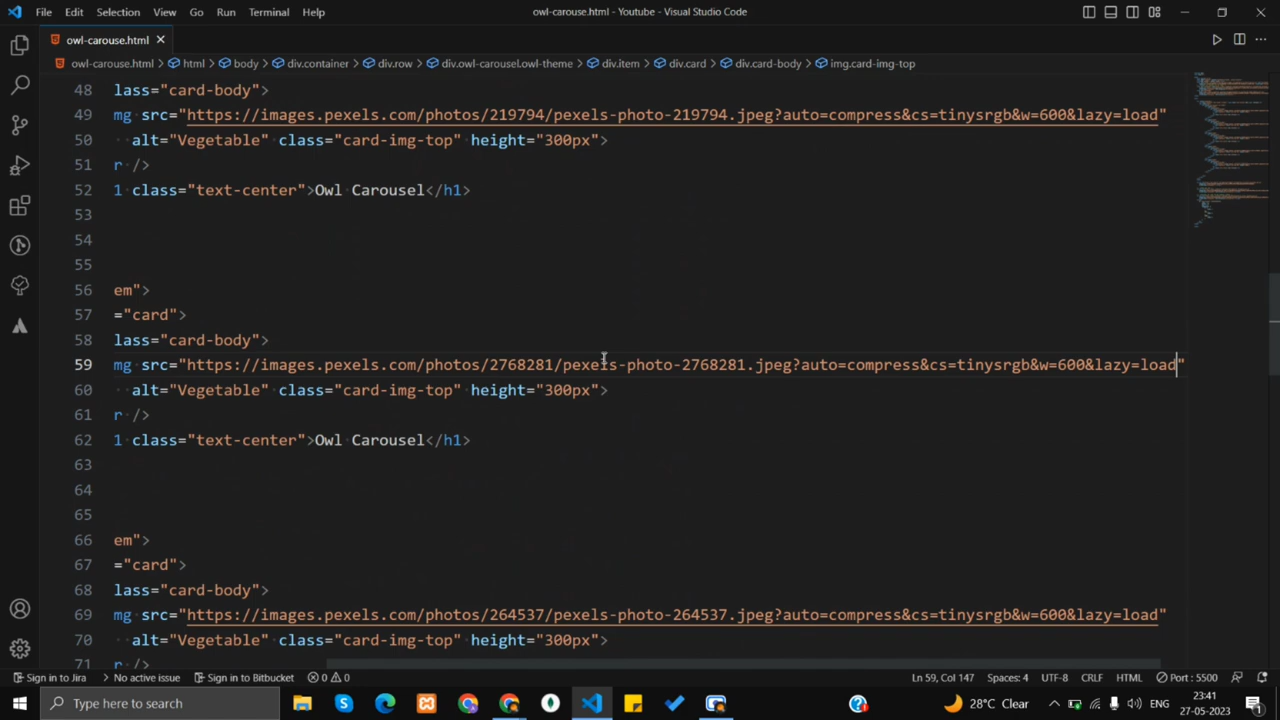 File Edit Selection View Go Run Terminal Help
owl-carouse.html - Youtube - Visual Studio Code
owl-carouse.html
owl-carouse.html > html > body > div.container > div.row > div.owl-carousel.owl-theme > div.item > div.card > div.card-body > img.card-img-top
48 lass="card-body">
49 mg src="https://images.pexels.com/photos/219794/pexels-photo-219794.jpeg?auto=compress&cs=tinysrgb&w=600&lazy=load"
50 alt="Vegetable" class="card-img-top" height="300px">
51 r />
52 1 class="text-center">Owl Carousel</h1>
53
54
55
56 em">
57 ="card">
58 lass="card-body">
59 mg src="https://images.pexels.com/photos/2768281/pexels-photo-2768281.jpeg?auto=compress&cs=tinysrgb&w=600&lazy=load"
60 alt="Vegetable" class="card-img-top" height="300px">
61 r />
62 1 class="text-center">Owl Carousel</h1>
63
64
65
66 em">
67 ="card">
68 lass="card-body">
69 mg src="https://images.pexels.com/photos/264537/pexels-photo-264537.jpeg?auto=compress&cs=tinysrgb&w=600&lazy=load"
70 alt="Vegetable" class="card-img-top" height="300px">
71 r />
Sign in to Jira No active issue Sign in to Bitbucket 0 0 Ln 59, Col 147 Spaces: 4 UTF-8 CRLF HTML Port : 5500
Type here to search 28°C Clear ENG 23:41
27-05-2023